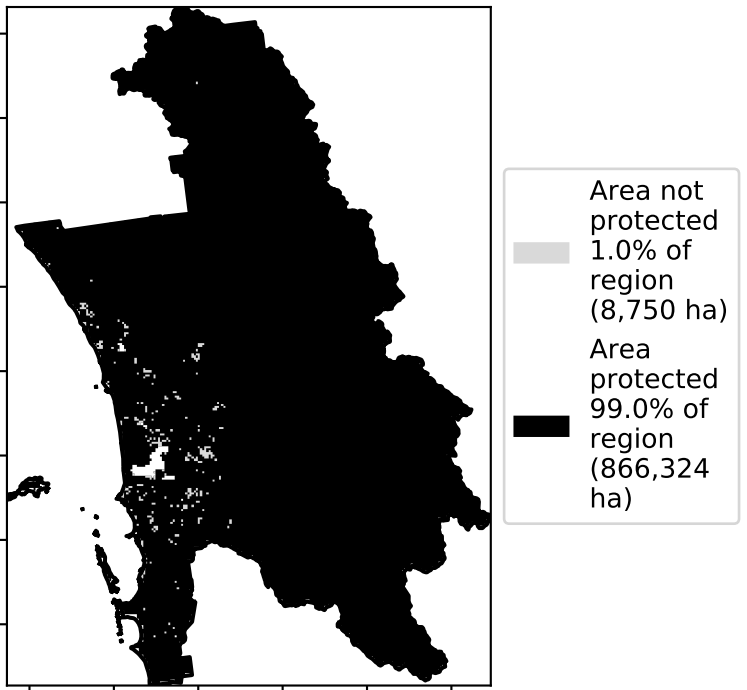 Area not
protected
1.0% of
region
(8,750 ha)
Area
protected
99.0% of
region
(866,324
ha)